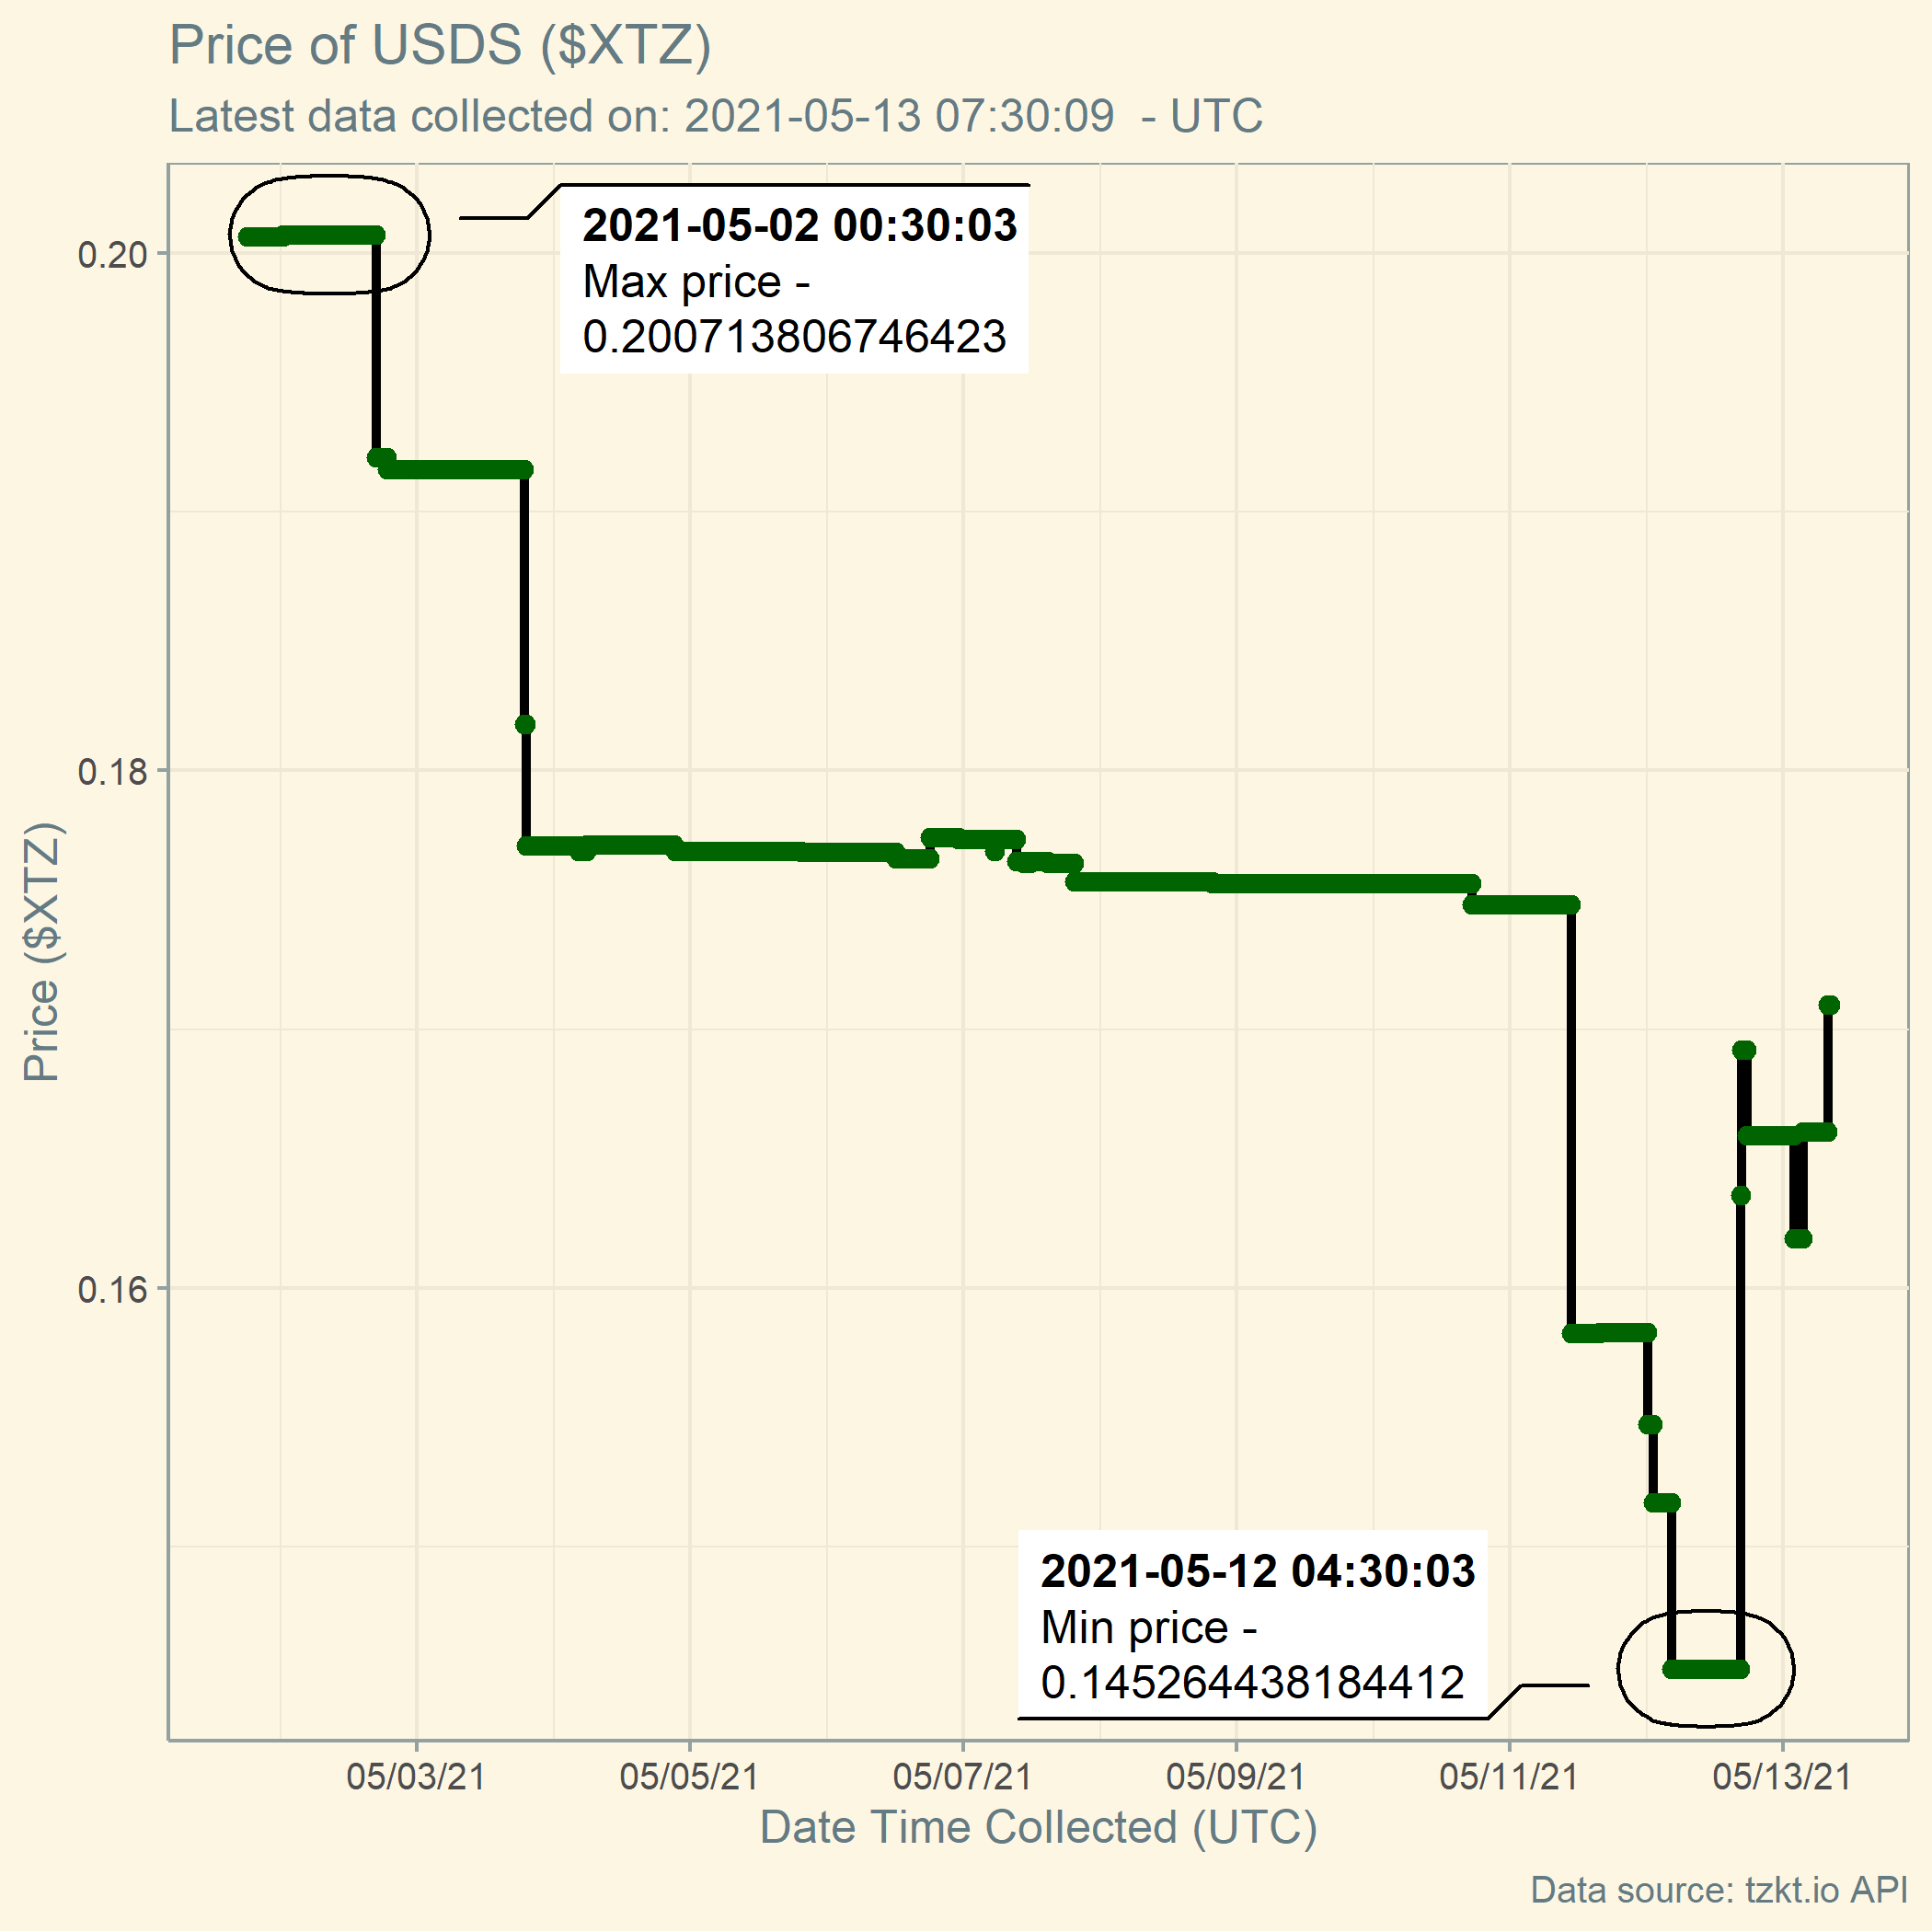 Price of USDS ($XTZ)
Latest data collected on: 2021-05-13 07:30:09  - UTC
2021-05-02 00:30:03
Max price -
0.200713806746423
0.20
0.18
0.16
Price ($XTZ)
2021-05-12 04:30:03
Min price -
0.145264438184412
05/03/21
05/05/21
05/07/21
05/09/21
05/11/21
05/13/21
Date Time Collected (UTC)
Data source: tzkt.io API